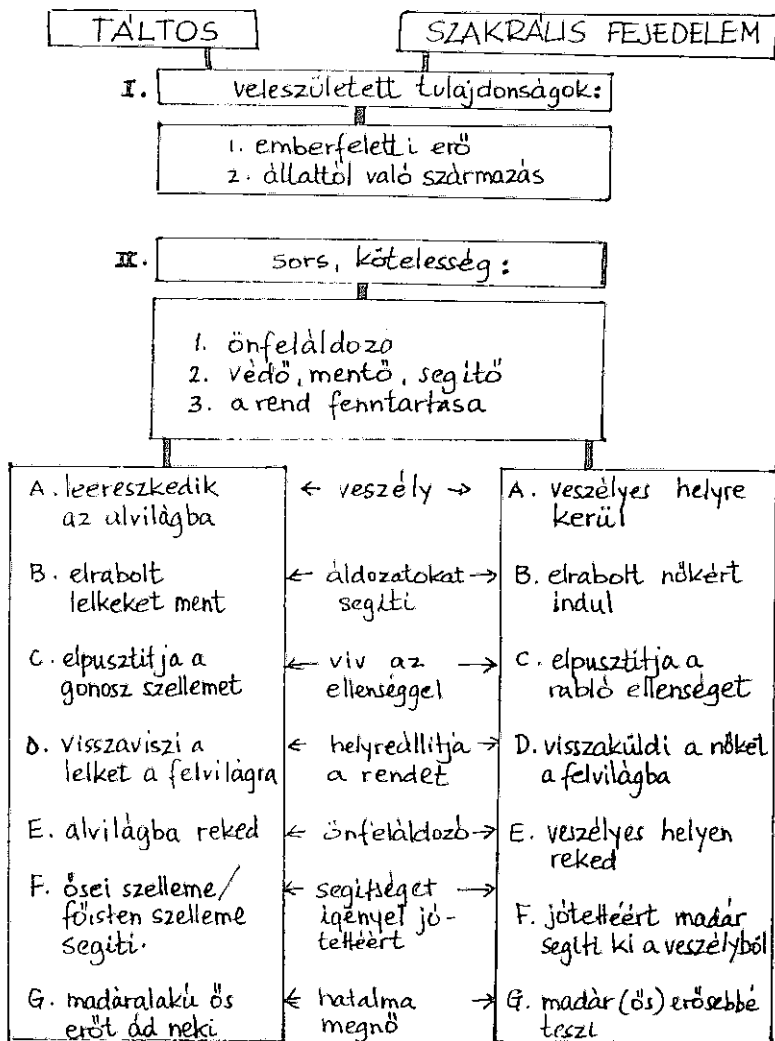 TÁLTOS
SZAKRÁLIS FEJEDELEM
I. veleszületett tulajdonságok:
1. emberfeletti erő
2. állattól való származás
II. sors, kötelesség:
1. önfeláldozó
2. védő, mentő, segítő
3. a rend fenntartása
A. leereszkedik ← veszély → A. veszélyes helyre
az alvilágba kerül
B. elrabolt ← áldozatokat → B. elrabolt nőkért
lelkeket ment segíti indul
C. elpusztítja a ← vív az → C. elpusztítja a
gonosz szellemet ellenséggel rabló ellenséget
D. visszaviszi a ← helyreállítja → D. visszaküldi a nőket
lelket a felvilágra a rendet a felvilágba
E. alvilágba reked ← önfeláldozó → E. veszélyes helyen
reked
F. ősei szelleme/ ← segítséget →
főisten szelleme igényel jó- F. jótettéért madár
segíti. tettéért segíti ki a veszélyből
G. madáralakú ős ← hatalma → G. madár (ős) erősebbé
erőt ád neki megnő teszi